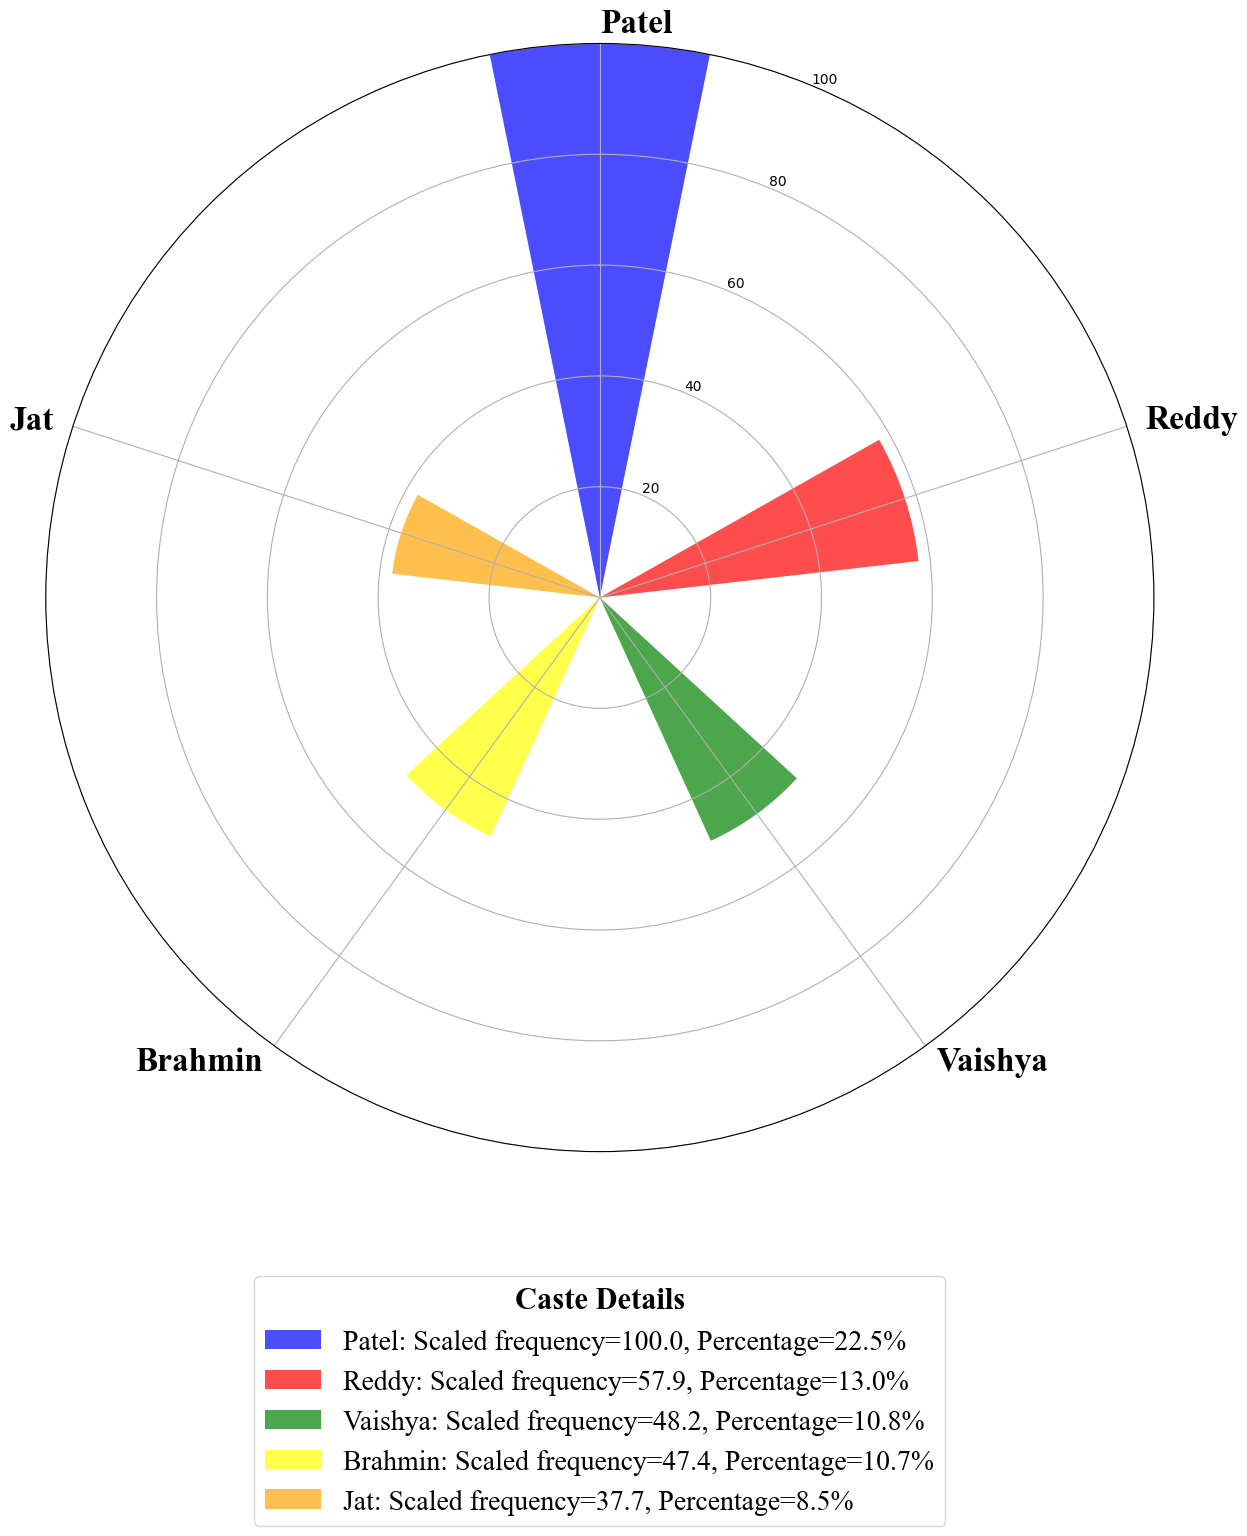 Patel
100
80
60
Jat
40
Reddy
20
Brahmin
Vaishya
Caste Details
Patel: Scaled frequency=100.0, Percentage=22.5%
Reddy: Scaled frequency=57.9, Percentage=13.0%
Vaishya: Scaled frequency=48.2, Percentage=10.8%
Brahmin: Scaled frequency=47.4, Percentage=10.7%
Jat: Scaled frequency=37.7, Percentage=8.5%